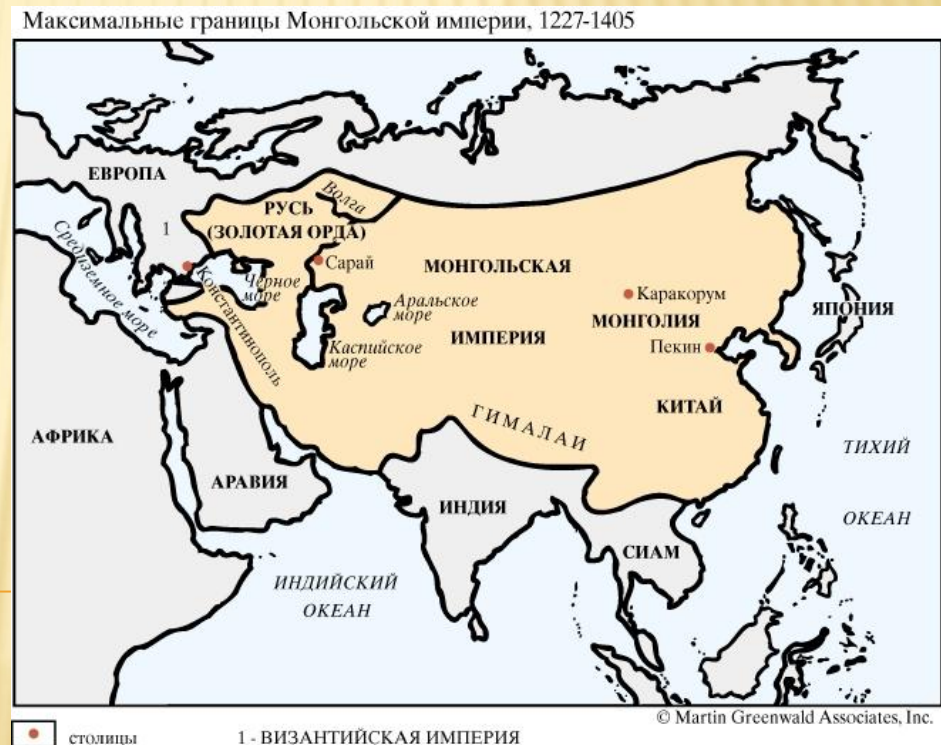 Максимальные границы Монгольской империи, 1227-1405
ЕВРОПА
Волга
РУСЬ
(ЗОЛОТАЯ ОРДА)
1
Средиземное море
Константинополь
Черное
море
Сарай
МОНГОЛЬСКАЯ
Аральское
море
Каракорум
ИМПЕРИЯ
МОНГОЛИЯ
ЯПОНИЯ
Каспийское
море
Пекин
ГИМАЛАИ
КИТАЙ
АФРИКА
ТИХИЙ
ОКЕАН
АРАВИЯ
ИНДИЯ
СИАМ
ИНДИЙСКИЙ
ОКЕАН
© Martin Greenwald Associates, Inc.
столицы
1 - ВИЗАНТИЙСКАЯ ИМПЕРИЯ